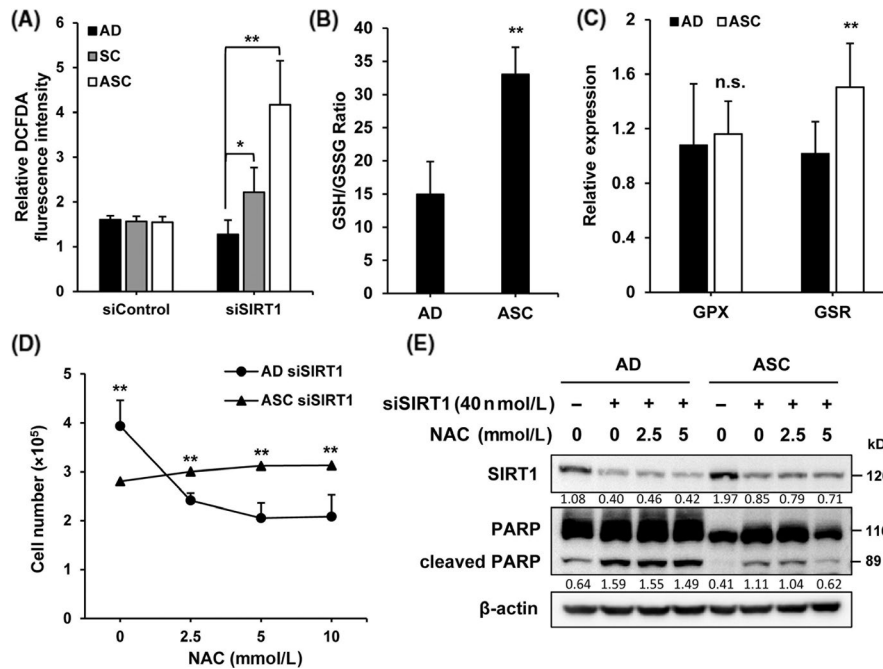 (A)
AD
SC
ASC
**
*
Relative DCFDA
flurescence intensity
6
5
4
3
2
1
0
siControl
siSIRT1
(B)
**
GSH/GSSG Ratio
40
35
30
25
20
15
10
5
0
AD
ASC
(C)
AD
ASC
n.s.
**
Relative expression
2
1.6
1.2
0.8
0.4
0
GPX
GSR
(D)
AD siSIRT1
ASC siSIRT1
**
**
**
**
Cell number (×10⁵)
5
4
3
2
1
0
0
2.5
5
10
NAC (mmol/L)
(E)
AD
ASC
siSIRT1 (40 n mol/L) – + + + – + + +
NAC (mmol/L) 0 0 2.5 5 0 0 2.5 5
kD
SIRT1
120
1.08 0.40 0.46 0.42 1.97 0.85 0.79 0.71
PARP
110
cleaved PARP
89
0.64 1.59 1.55 1.49 0.41 1.11 1.04 0.62
β-actin